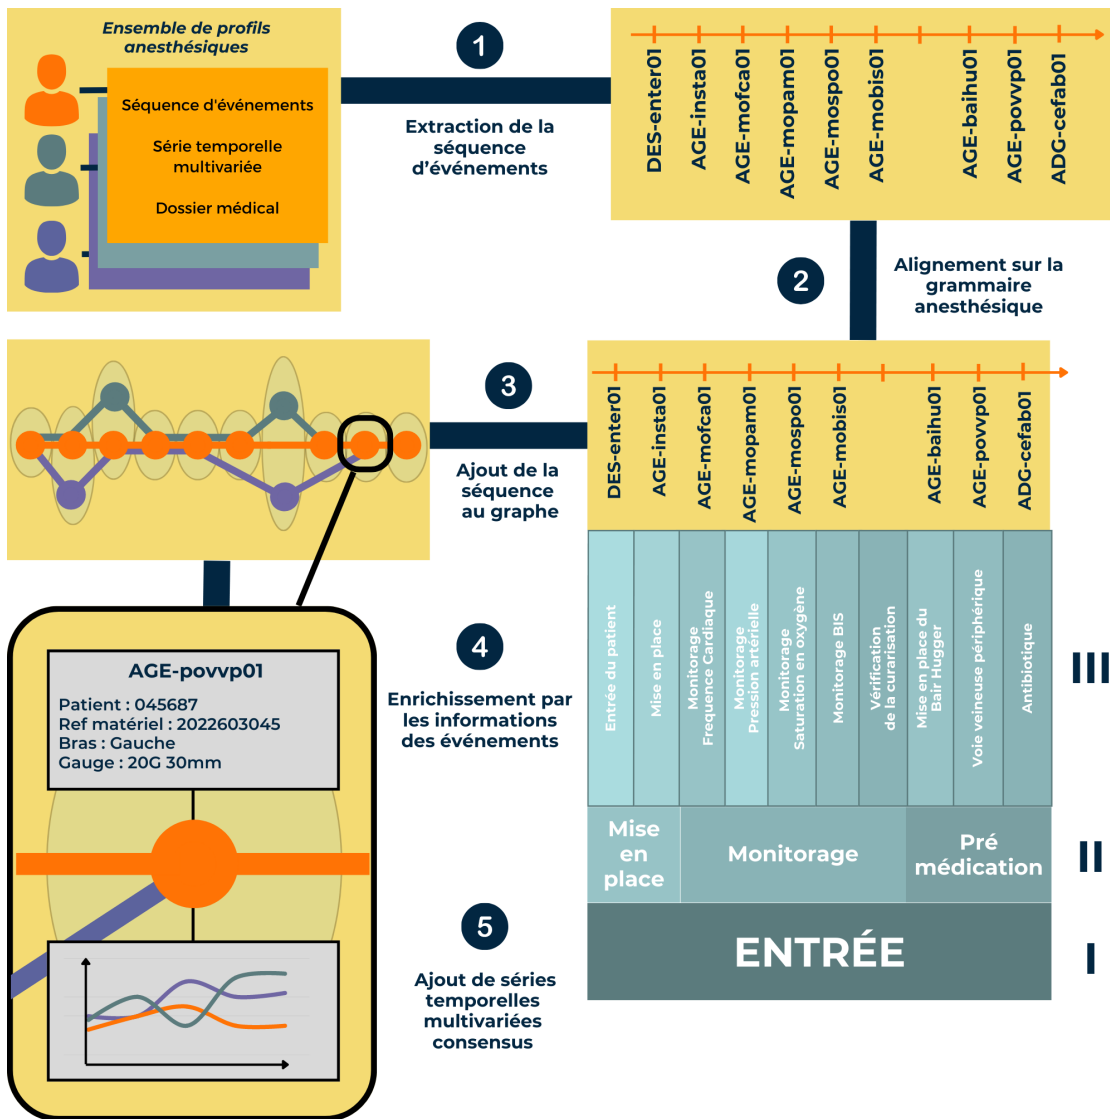 Ensemble de profils
anesthésiques
Séquence d'événements
Série temporelle
multivariée
Dossier médical
1
Extraction de la
séquence
d'événements
DES-enter01
AGE-insta01
AGE-mofca01
AGE-mopam01
AGE-mospo01
AGE-mobis01
AGE-baihu01
AGE-povvp01
ADG-cefab01
2
Alignement sur la
grammaire
anesthésique
3
Ajout de la
séquence
au graphe
DES-enter01
AGE-insta01
AGE-mofca01
AGE-mopam01
AGE-mospo01
AGE-mobis01
AGE-baihu01
AGE-povvp01
ADG-cefab01
Entrée du patient
Mise en place
Monitorage
Frequence Cardiaque
Monitorage
Pression artérielle
Monitorage
Saturation en oxygène
Monitorage BIS
Vérification
de la curarisation
Mise en place du
Bair Hugger
Voie veineuse périphérique
Antibiotique
III
Mise
en
place
Monitorage
Pré
médication
II
ENTRÉE
I
4
Enrichissement par
les informations
des événements
AGE-povvp01
Patient : 045687
Ref matériel : 2022603045
Bras : Gauche
Gauge : 20G 30mm
5
Ajout de séries
temporelles
multivariées
consensus